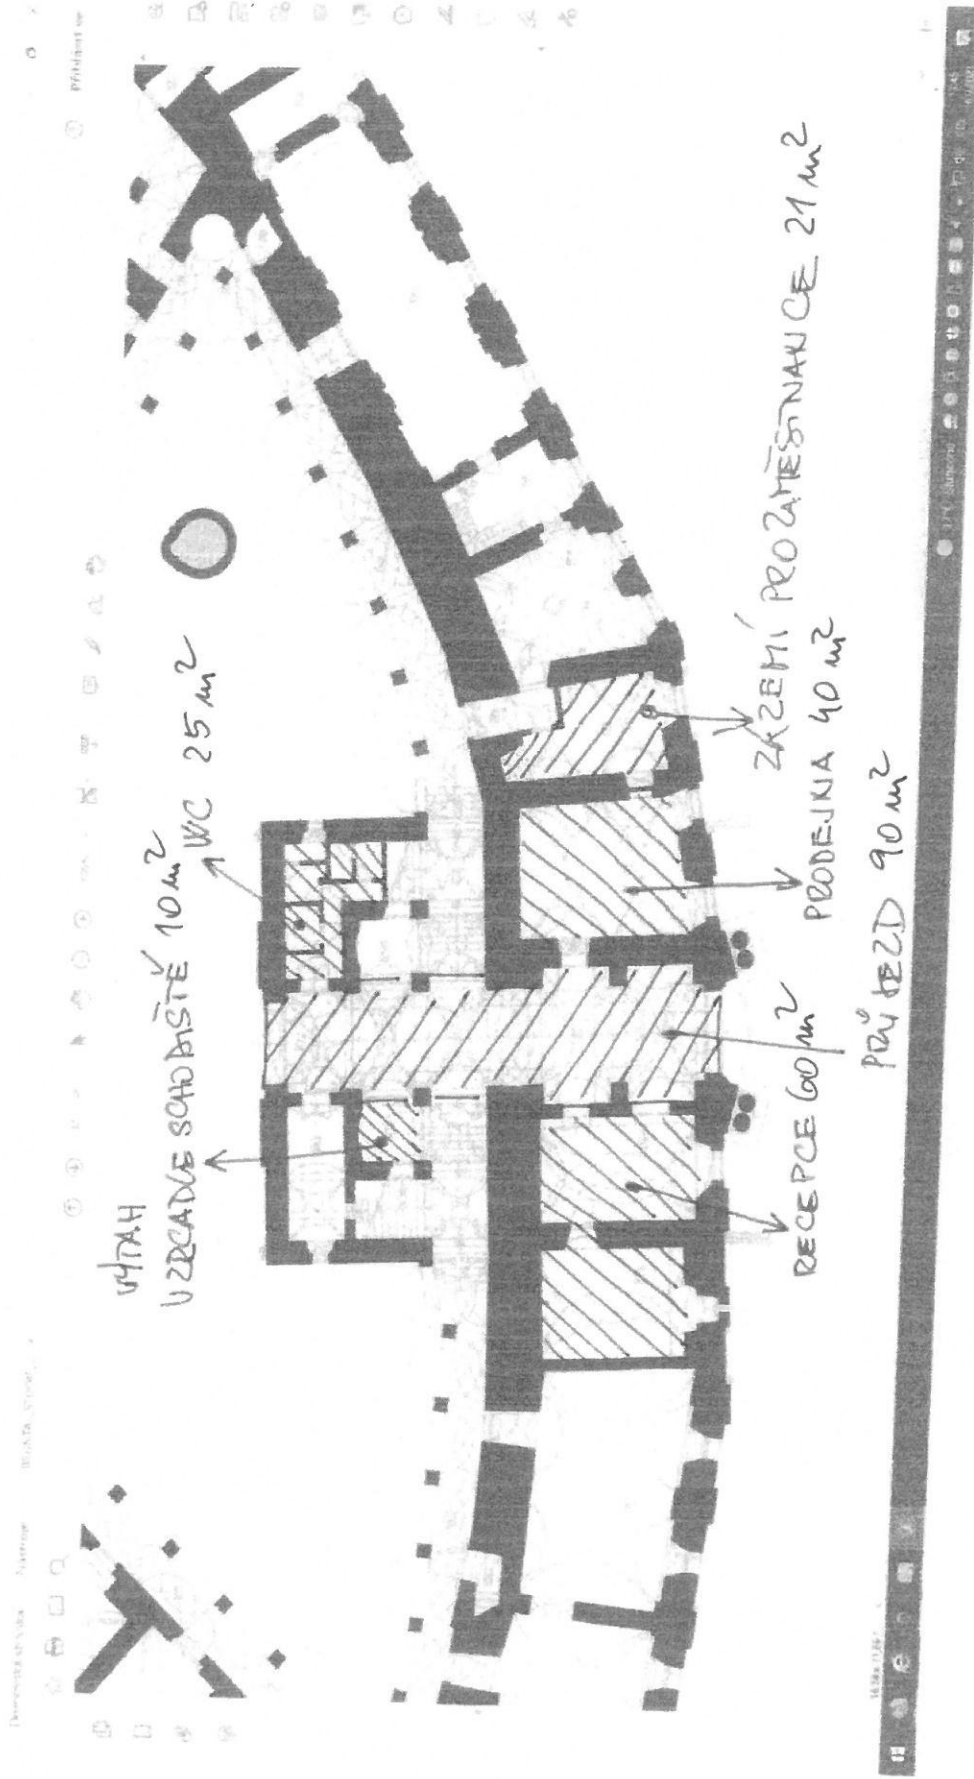 VÝTAH
V ZRCADLE SCHODIŠTĚ 10 m²
WC 25 m²
RECEPCE 60 m²
PRŮJEZD 90 m²
PRODEJNA 40 m²
ZÁZEMÍ PRO ZAMĚSTNANCE 21 m²